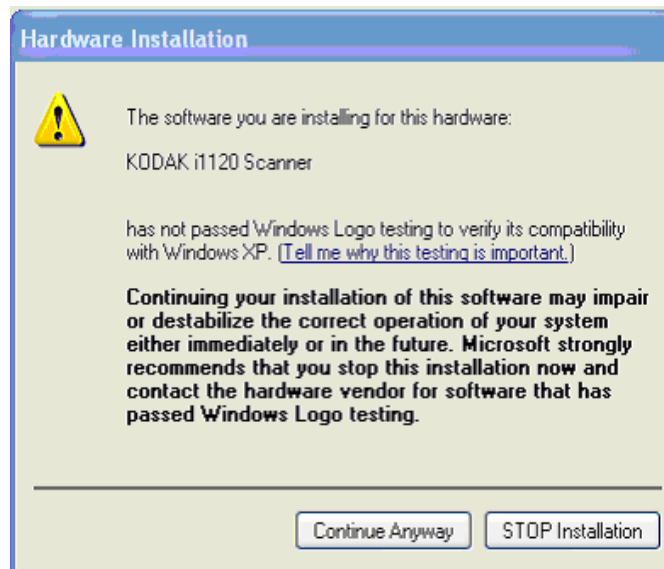 Hardware Installation
The software you are installing for this hardware:
KODAK i1120 Scanner
has not passed Windows Logo testing to verify its compatibility
with Windows XP. (Tell me why this testing is important.)
Continuing your installation of this software may impair
or destabilize the correct operation of your system
either immediately or in the future. Microsoft strongly
recommends that you stop this installation now and
contact the hardware vendor for software that has
passed Windows Logo testing.
Continue Anyway STOP Installation